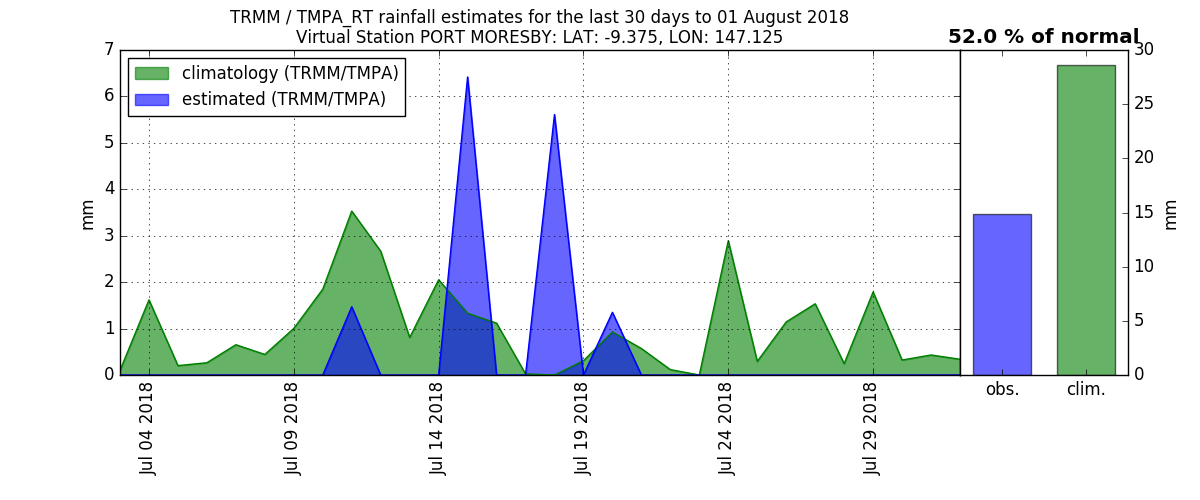 TRMM / TMPA_RT rainfall estimates for the last 30 days to 01 August 2018
Virtual Station PORT MORESBY: LAT: -9.375, LON: 147.125
52.0 % of normal
climatology (TRMM/TMPA)
estimated (TRMM/TMPA)
7
6
5
4
3
2
1
0
mm
Jul 04 2018
Jul 09 2018
Jul 14 2018
Jul 19 2018
Jul 24 2018
Jul 29 2018
30
25
20
15
10
5
0
mm
obs.
clim.